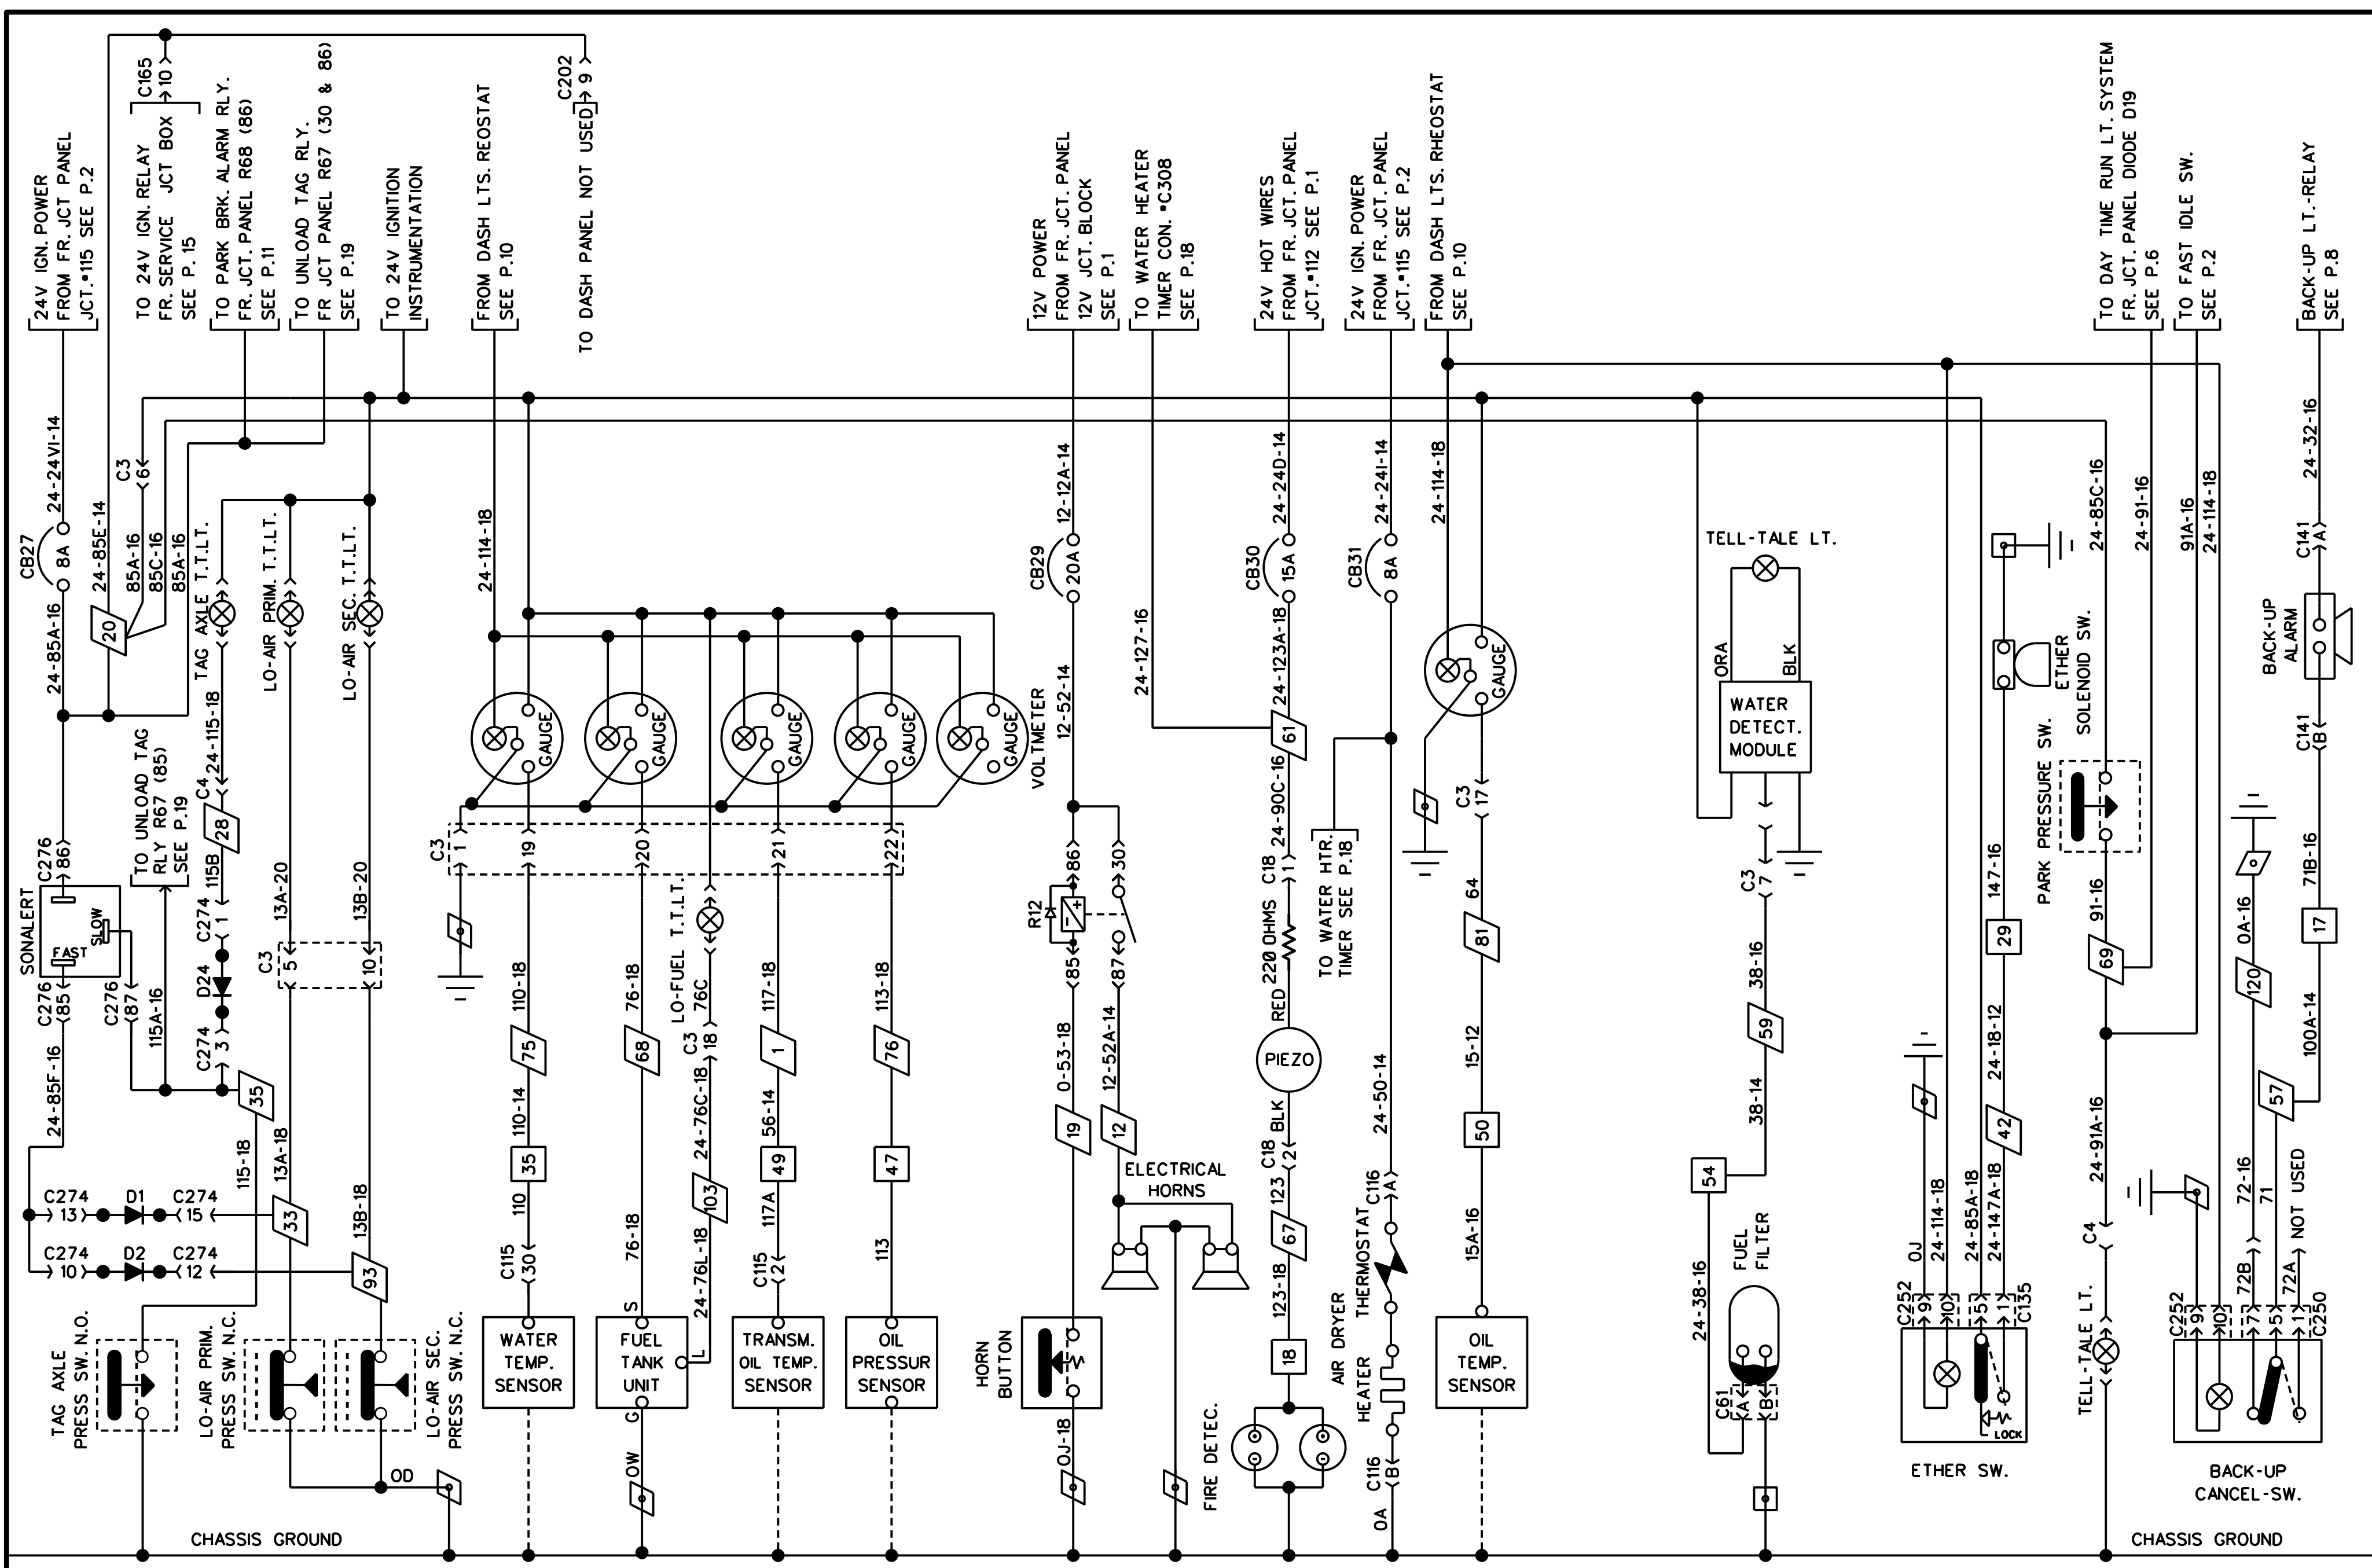 24V IGN. POWER
FROM FR. JCT PANEL
JCT.•115 SEE P.2
C165
10
TO 24V IGN. RELAY
FR. SERVICE JCT BOX
SEE P. 15
TO PARK BRK. ALARM RLY.
FR. JCT. PANEL R68 (86)
SEE P.11
TO UNLOAD TAG RLY.
FR JCT PANEL R67 (30 & 86)
SEE P.19
TO 24V IGNITION
INSTRUMENTATION
FROM DASH LTS. REOSTAT
SEE P.10
C202
9
TO DASH PANEL NOT USED
12V POWER
FROM FR. JCT. PANEL
12V JCT. BLOCK
SEE P.1
TO WATER HEATER
TIMER CON. •C308
SEE P.18
24V HOT WIRES
FROM FR. JCT. PANEL
JCT.•112 SEE P.1
24V IGN. POWER
FROM FR. JCT. PANEL
JCT.•115 SEE P.2
FROM DASH LTS. RHEOSTAT
SEE P.10
TO DAY TIME RUN LT. SYSTEM
FR. JCT. PANEL DIODE D19
SEE P.6
TO FAST IDLE SW.
SEE P.2
BACK-UP LT.-RELAY
SEE P.8
24-24VI-14
CB27
8A
24-85A-16
24-85E-14
20
C3
6
85A-16
85C-16
85A-16
TAG AXLE T.T.LT.
LO-AIR PRIM. T.T.LT.
LO-AIR SEC. T.T.LT.
24-115-18
C4
28
115B
C274
1
D24
C274
3
TO UNLOAD TAG
RLY R67 (85)
SEE P.19
SONALERT
C276
86
SLOW
FAST
C276
85
C276
87
115A-16
24-85F-16
35
115-18
13A-20
13B-20
C3
5
10
13A-18
13B-18
33
93
C274
13
D1
C274
15
C274
10
D2
C274
12
TAG AXLE
PRESS SW. N.O.
LO-AIR PRIM.
PRESS SW. N.C.
LO-AIR SEC.
PRESS SW. N.C.
OD
CHASSIS GROUND
24-114-18
GAUGE
GAUGE
GAUGE
GAUGE
VOLTMETER
C3
1
19
20
21
22
110-18
75
110-14
35
110
C115
30
WATER
TEMP.
SENSOR
76-18
68
76-18
S
FUEL
TANK
UNIT
L
G
OW
LO-FUEL T.T.LT.
76C
C3
18
24-76C-18
103
24-76L-18
117-18
1
56-14
49
117A
C115
2
TRANSM.
OIL TEMP.
SENSOR
113-18
76
47
113
OIL
PRESSUR
SENSOR
12-12A-14
CB29
20A
12-52-14
86
30
R12
85
87
0-53-18
12-52A-14
19
12
ELECTRICAL
HORNS
HORN
BUTTON
OJ-18
24-127-16
24-24D-14
CB30
15A
24-123A-18
61
24-90C-16
C18
1
220 OHMS
RED
PIEZO
BLK
C18
2
123
67
123-18
18
FIRE DETEC.
24-24I-14
CB31
8A
TO WATER HTR.
TIMER SEE P.18
24-50-14
C116
A
THERMOSTAT
AIR DRYER
HEATER
C116
B
OA
24-114-18
GAUGE
C3
17
64
81
15-12
50
15A-16
OIL
TEMP.
SENSOR
TELL-TALE LT.
ORA
BLK
WATER
DETECT.
MODULE
C3
7
38-16
59
38-14
54
24-38-16
FUEL
FILTER
C61
A
B
ETHER
SOLENOID SW.
147-16
29
24-18-12
42
OJ
24-114-18
24-85A-18
24-147A-18
C252
9
10
5
1
C135
LOCK
ETHER SW.
24-85C-16
24-91-16
PARK PRESSURE SW.
91-16
69
24-91A-16
C4
TELL-TALE LT.
91A-16
24-114-18
OA-16
120
72-16
71
57
NOT USED
72B
72A
C252
9
10
7
5
1
C250
BACK-UP
CANCEL-SW.
24-32-16
C141
A
BACK-UP
ALARM
C141
B
71B-16
17
100A-14
CHASSIS GROUND